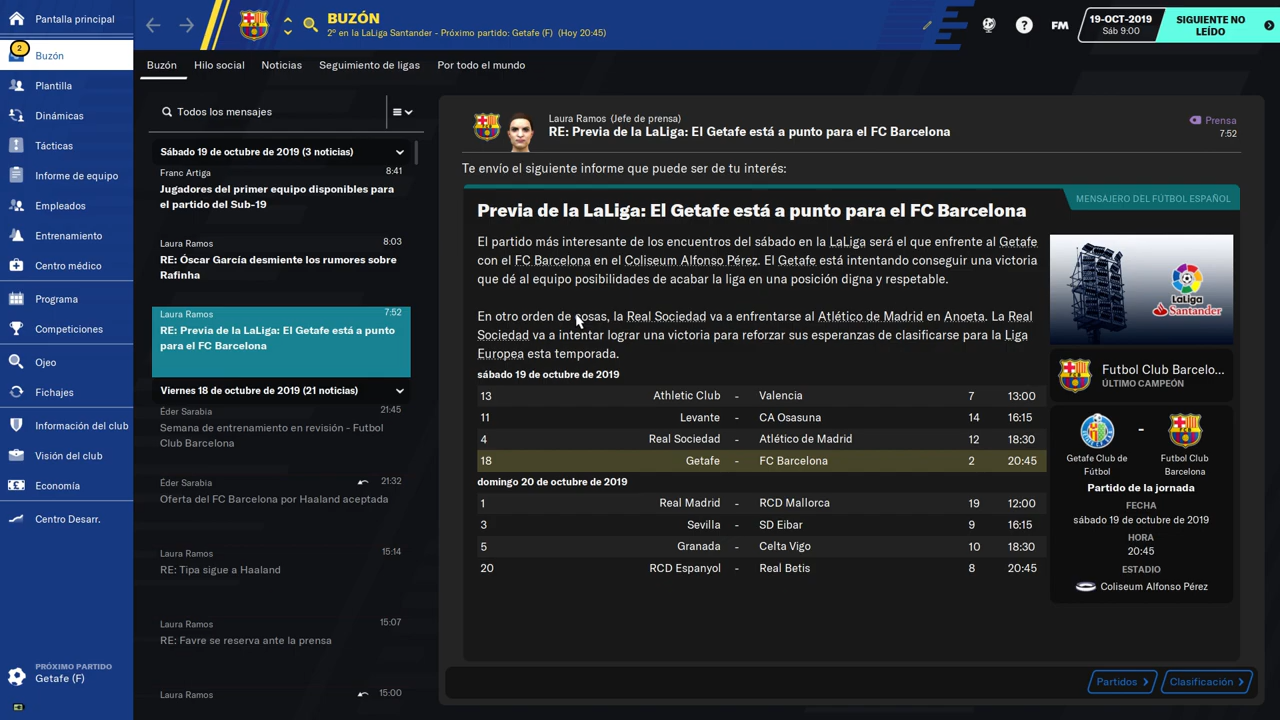 Pantalla principal
2
Buzón
Plantilla
Dinámicas
Tácticas
Informe de equipo
Empleados
Entrenamiento
Centro médico
Programa
Competiciones
Ojeo
Fichajes
Información del club
Visión del club
Economía
Centro Desarr.
PRÓXIMO PARTIDO
Getafe (F)
BUZÓN
2º en la LaLiga Santander - Próximo partido: Getafe (F) (Hoy 20:45)
FM
19-OCT-2019
Sáb 9:00
SIGUIENTE NO
LEÍDO
Buzón Hilo social Noticias Seguimiento de ligas Por todo el mundo
Todos los mensajes
Sábado 19 de octubre de 2019 (3 noticias)
Franc Artiga 8:41
Jugadores del primer equipo disponibles para
el partido del Sub-19
Laura Ramos 8:03
RE: Óscar García desmiente los rumores sobre
Rafinha
Laura Ramos 7:52
RE: Previa de la LaLiga: El Getafe está a punto
para el FC Barcelona
Viernes 18 de octubre de 2019 (21 noticias)
Éder Sarabia 21:45
Semana de entrenamiento en revisión - Futbol
Club Barcelona
Éder Sarabia 21:32
Oferta del FC Barcelona por Haaland aceptada
Laura Ramos 15:14
RE: Tipa sigue a Haaland
Laura Ramos 15:07
RE: Favre se reserva ante la prensa
Laura Ramos 15:00
Laura Ramos (Jefe de prensa)
RE: Previa de la LaLiga: El Getafe está a punto para el FC Barcelona
Prensa
7:52
Te envío el siguiente informe que puede ser de tu interés:
MENSAJERO DEL FÚTBOL ESPAÑOL
Previa de la LaLiga: El Getafe está a punto para el FC Barcelona
El partido más interesante de los encuentros del sábado en la LaLiga será el que enfrente al Getafe
con el FC Barcelona en el Coliseum Alfonso Pérez. El Getafe está intentando conseguir una victoria
que dé al equipo posibilidades de acabar la liga en una posición digna y respetable.
En otro orden de cosas, la Real Sociedad va a enfrentarse al Atlético de Madrid en Anoeta. La Real
Sociedad va a intentar lograr una victoria para reforzar sus esperanzas de clasificarse para la Liga
Europea esta temporada.
sábado 19 de octubre de 2019
13 Athletic Club - Valencia 7 13:00
11 Levante - CA Osasuna 14 16:15
4 Real Sociedad - Atlético de Madrid 12 18:30
18 Getafe - FC Barcelona 2 20:45
domingo 20 de octubre de 2019
1 Real Madrid - RCD Mallorca 19 12:00
3 Sevilla - SD Eibar 9 16:15
5 Granada - Celta Vigo 10 18:30
20 RCD Espanyol - Real Betis 8 20:45
LaLiga
Santander
Futbol Club Barcelo...
ÚLTIMO CAMPEÓN
-
Getafe Club de
Fútbol
Futbol Club
Barcelona
Partido de la jornada
FECHA
sábado 19 de octubre de 2019
HORA
20:45
ESTADIO
Coliseum Alfonso Pérez
Partidos
Clasificación